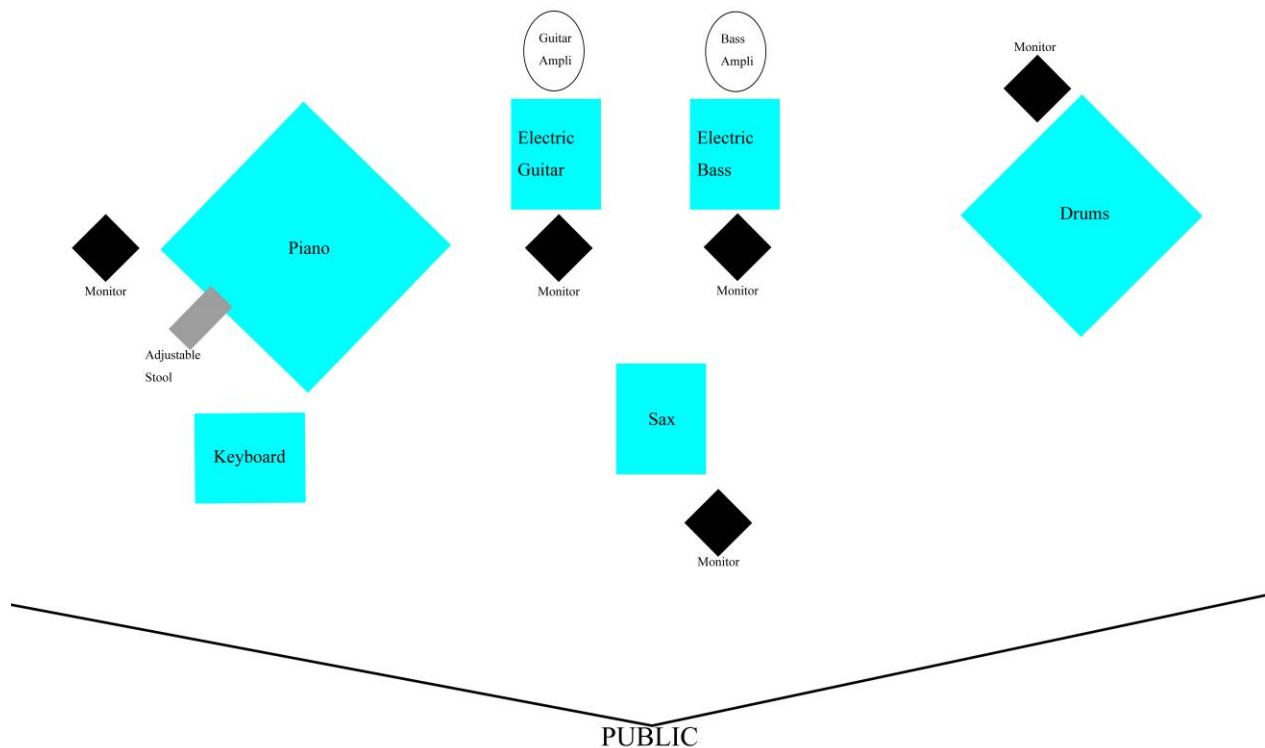 Guitar
Ampli
Bass
Ampli
Monitor
Electric
Guitar
Electric
Bass
Drums
Piano
Monitor
Monitor
Monitor
Adjustable
Stool
Sax
Keyboard
Monitor
PUBLIC